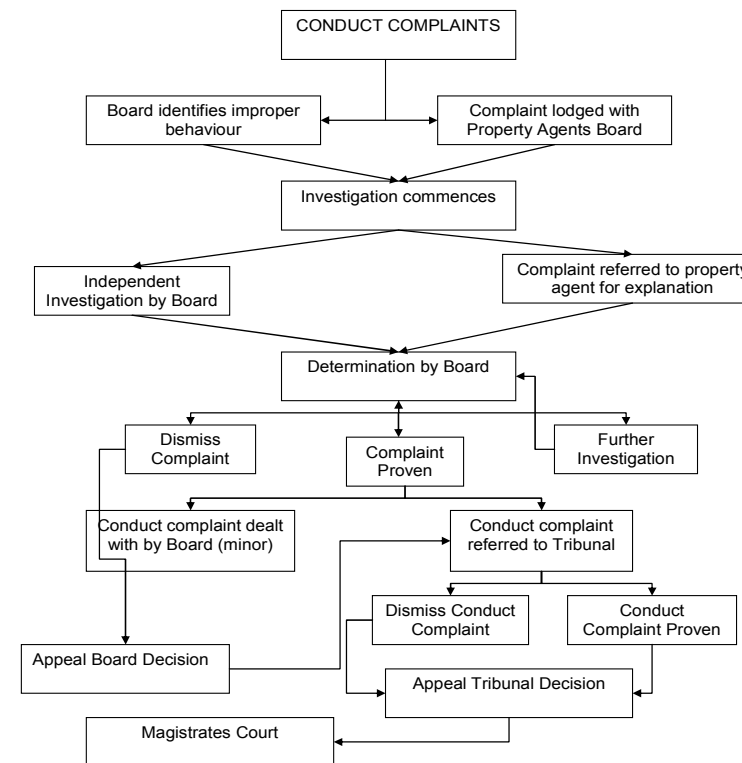 CONDUCT COMPLAINTS
Board identifies improper
behaviour
Complaint lodged with
Property Agents Board
Investigation commences
Independent
Investigation by Board
Complaint referred to property
agent for explanation
Determination by Board
Dismiss
Complaint
Complaint
Proven
Further
Investigation
Conduct complaint dealt
with by Board (minor)
Conduct complaint
referred to Tribunal
Dismiss Conduct
Complaint
Conduct
Complaint Proven
Appeal Board Decision
Appeal Tribunal Decision
Magistrates Court